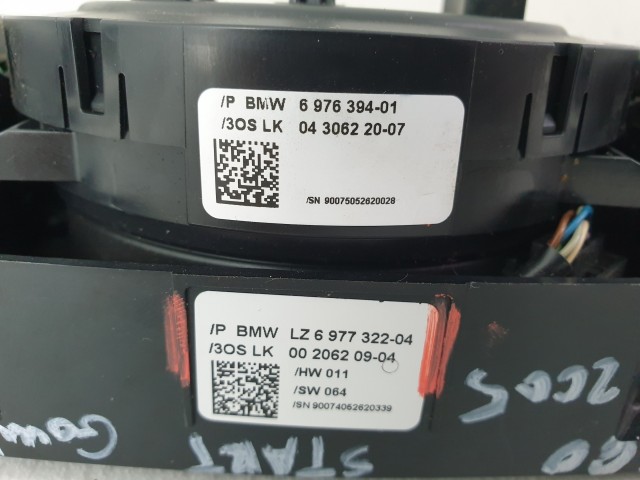 /P BMW 6 976 394-01
/3OS LK 04 3062 20-07
/SN 90075052620028
/P BMW LZ 6 977 322-04
/3OS LK 00 2062 09-04
/HW 011
/SW 064
/SN 90074052620339
2005
START